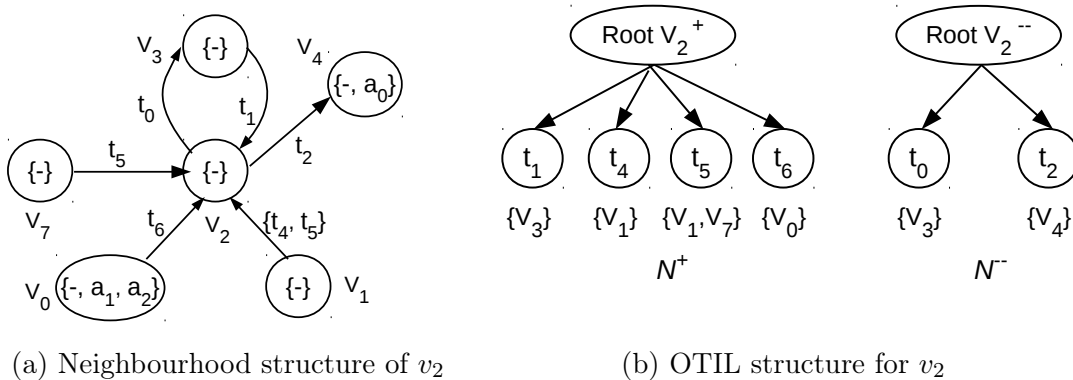 V3
{-}
V4
{-, a0}
t0
t1
t2
t5
{-}
V7
{-}
V2
t6
{t4, t5}
V0
{-, a1, a2}
{-}
V1
(a) Neighbourhood structure of v2
Root V2+
t1
t4
t5
t6
{V3}
{V1}
{V1,V7}
{V0}
N+
Root V2--
t0
t2
{V3}
{V4}
N--
(b) OTIL structure for v2